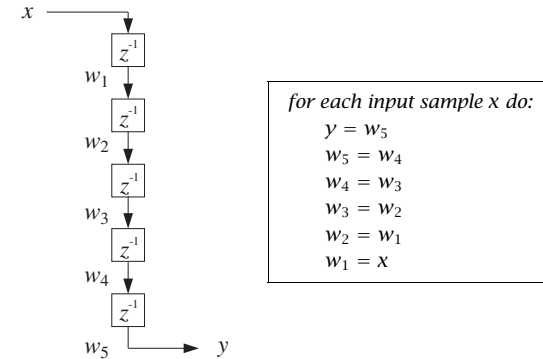 x
z⁻¹
w₁
z⁻¹
w₂
z⁻¹
w₃
z⁻¹
w₄
z⁻¹
w₅
y
for each input sample x do:
y = w₅
w₅ = w₄
w₄ = w₃
w₃ = w₂
w₂ = w₁
w₁ = x